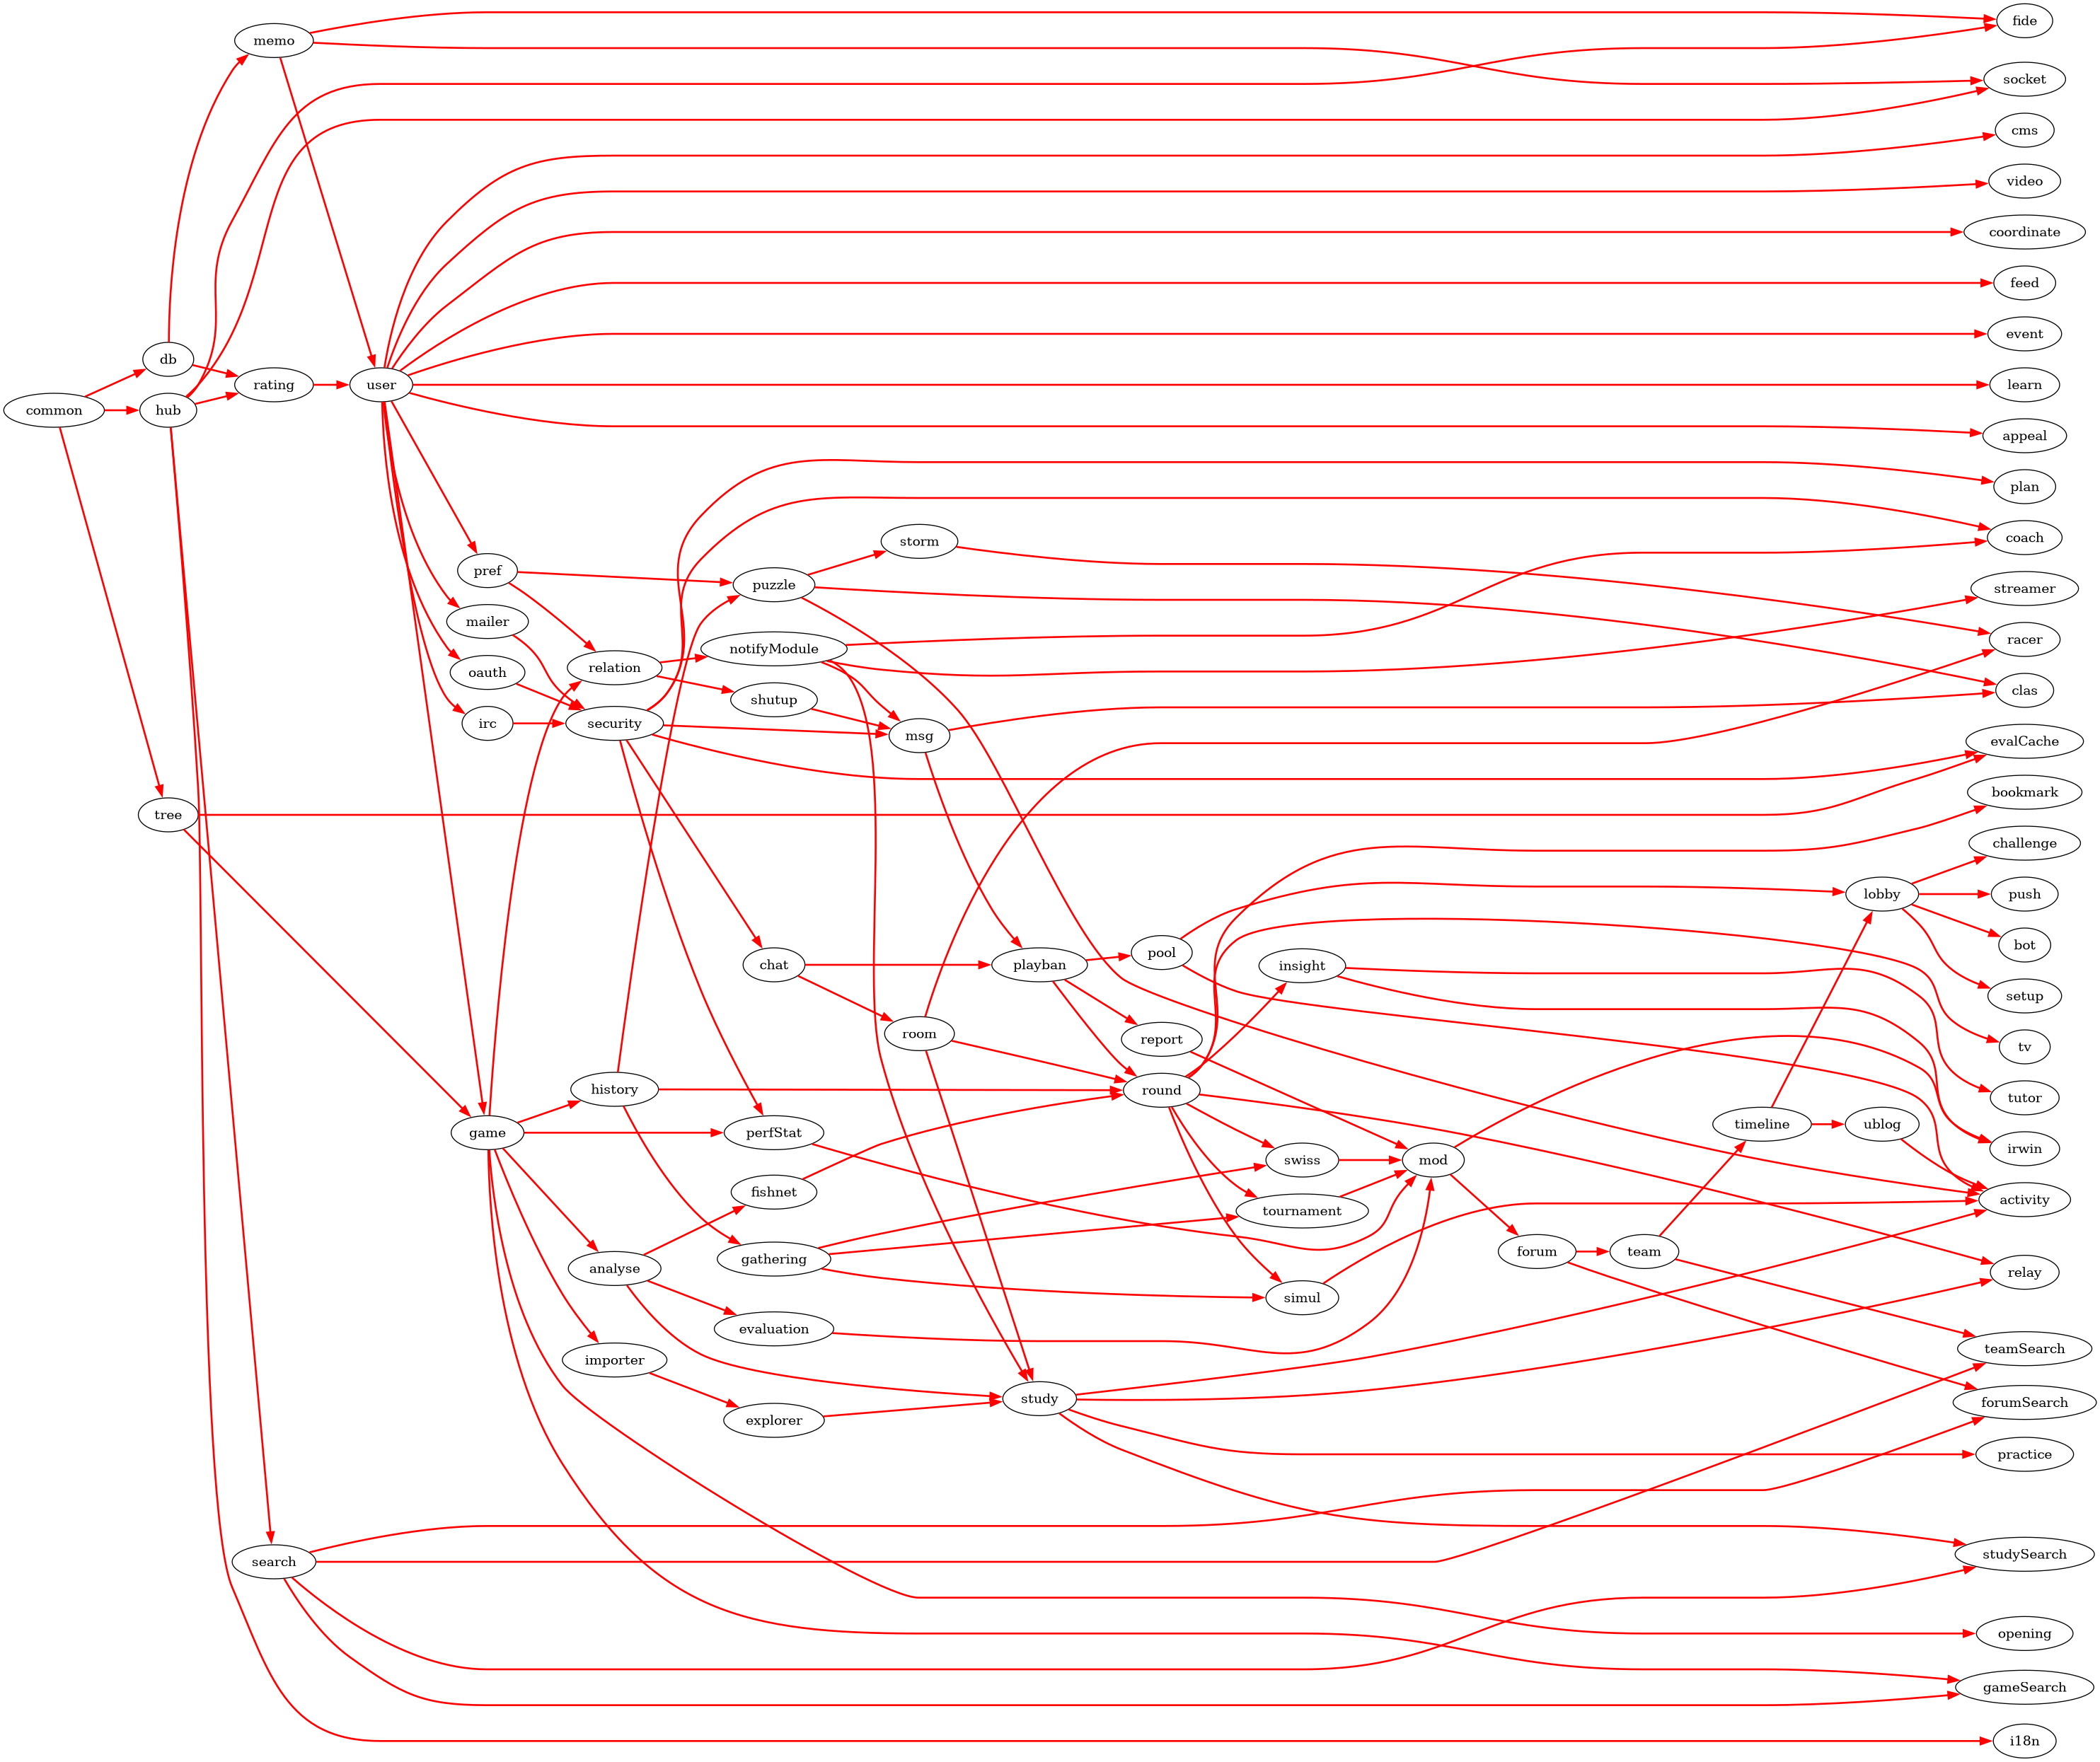 fide
memo
socket
cms
video
coordinate
feed
event
db
rating
user
learn
common
hub
appeal
plan
storm
coach
pref
puzzle
streamer
mailer
racer
notifyModule
relation
oauth
clas
shutup
irc
security
msg
evalCache
bookmark
tree
challenge
lobby
push
pool
bot
chat
playban
insight
setup
room
report
tv
history
round
tutor
timeline
ublog
game
perfStat
irwin
swiss
mod
fishnet
activity
tournament
forum
team
gathering
analyse
relay
simul
evaluation
teamSearch
importer
study
forumSearch
explorer
practice
search
studySearch
opening
gameSearch
i18n